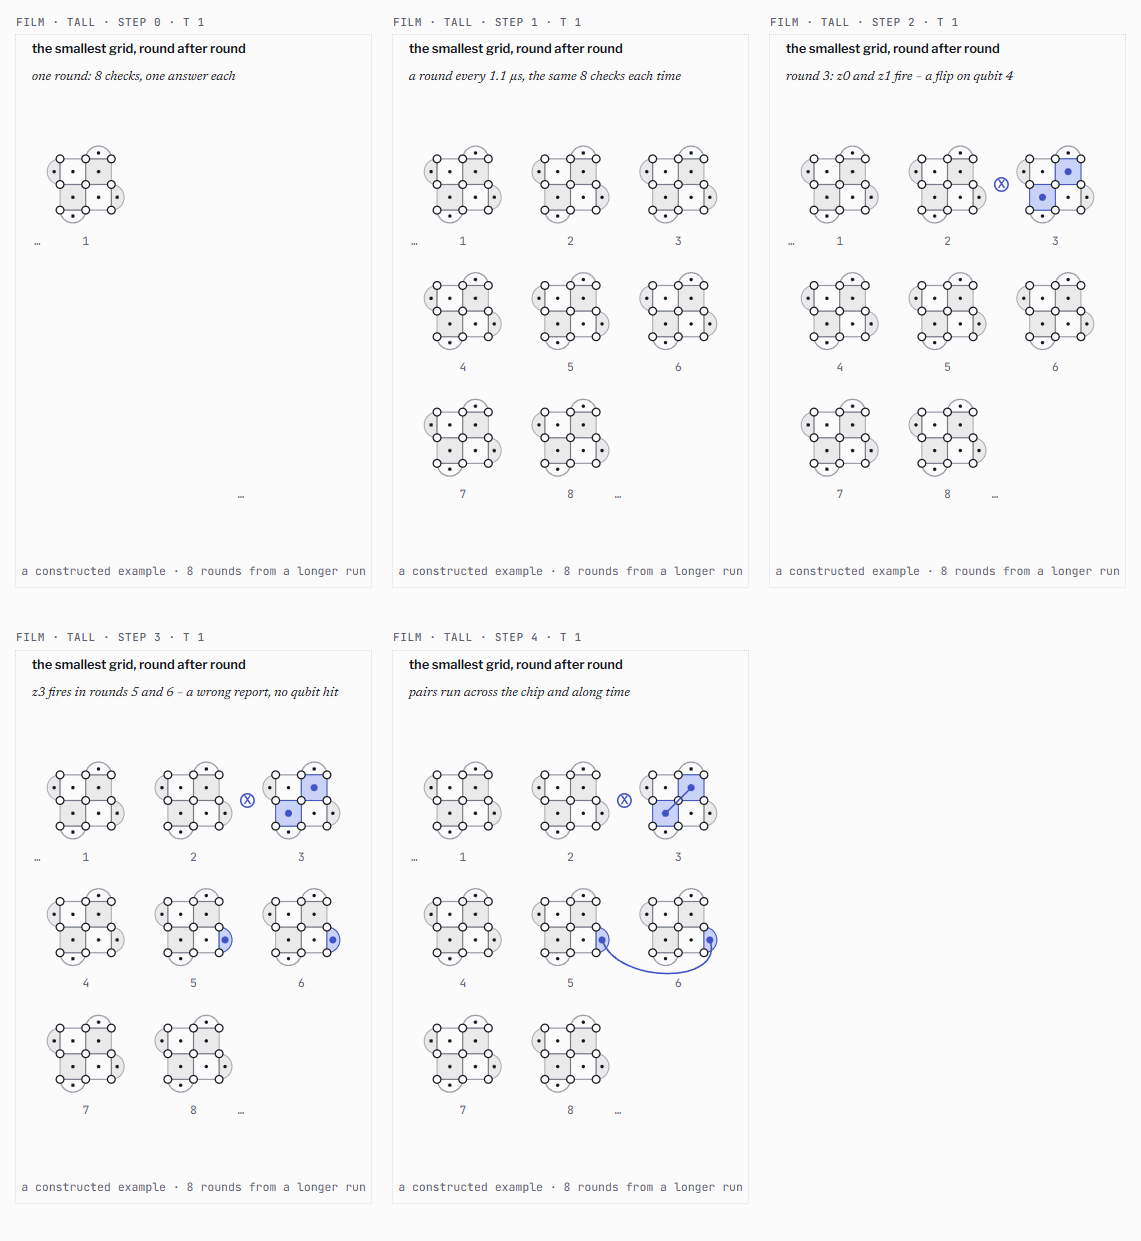 FILM · TALL · STEP 0 · T 1
the smallest grid, round after round
one round: 8 checks, one answer each
… 1
…
a constructed example · 8 rounds from a longer run
FILM · TALL · STEP 1 · T 1
the smallest grid, round after round
a round every 1.1 µs, the same 8 checks each time
… 1 2 3
4 5 6
7 8 …
a constructed example · 8 rounds from a longer run
FILM · TALL · STEP 2 · T 1
the smallest grid, round after round
round 3: z0 and z1 fire – a flip on qubit 4
X
… 1 2 3
4 5 6
7 8 …
a constructed example · 8 rounds from a longer run
FILM · TALL · STEP 3 · T 1
the smallest grid, round after round
z3 fires in rounds 5 and 6 – a wrong report, no qubit hit
X
… 1 2 3
4 5 6
7 8 …
a constructed example · 8 rounds from a longer run
FILM · TALL · STEP 4 · T 1
the smallest grid, round after round
pairs run across the chip and along time
X
… 1 2 3
4 5 6
7 8 …
a constructed example · 8 rounds from a longer run